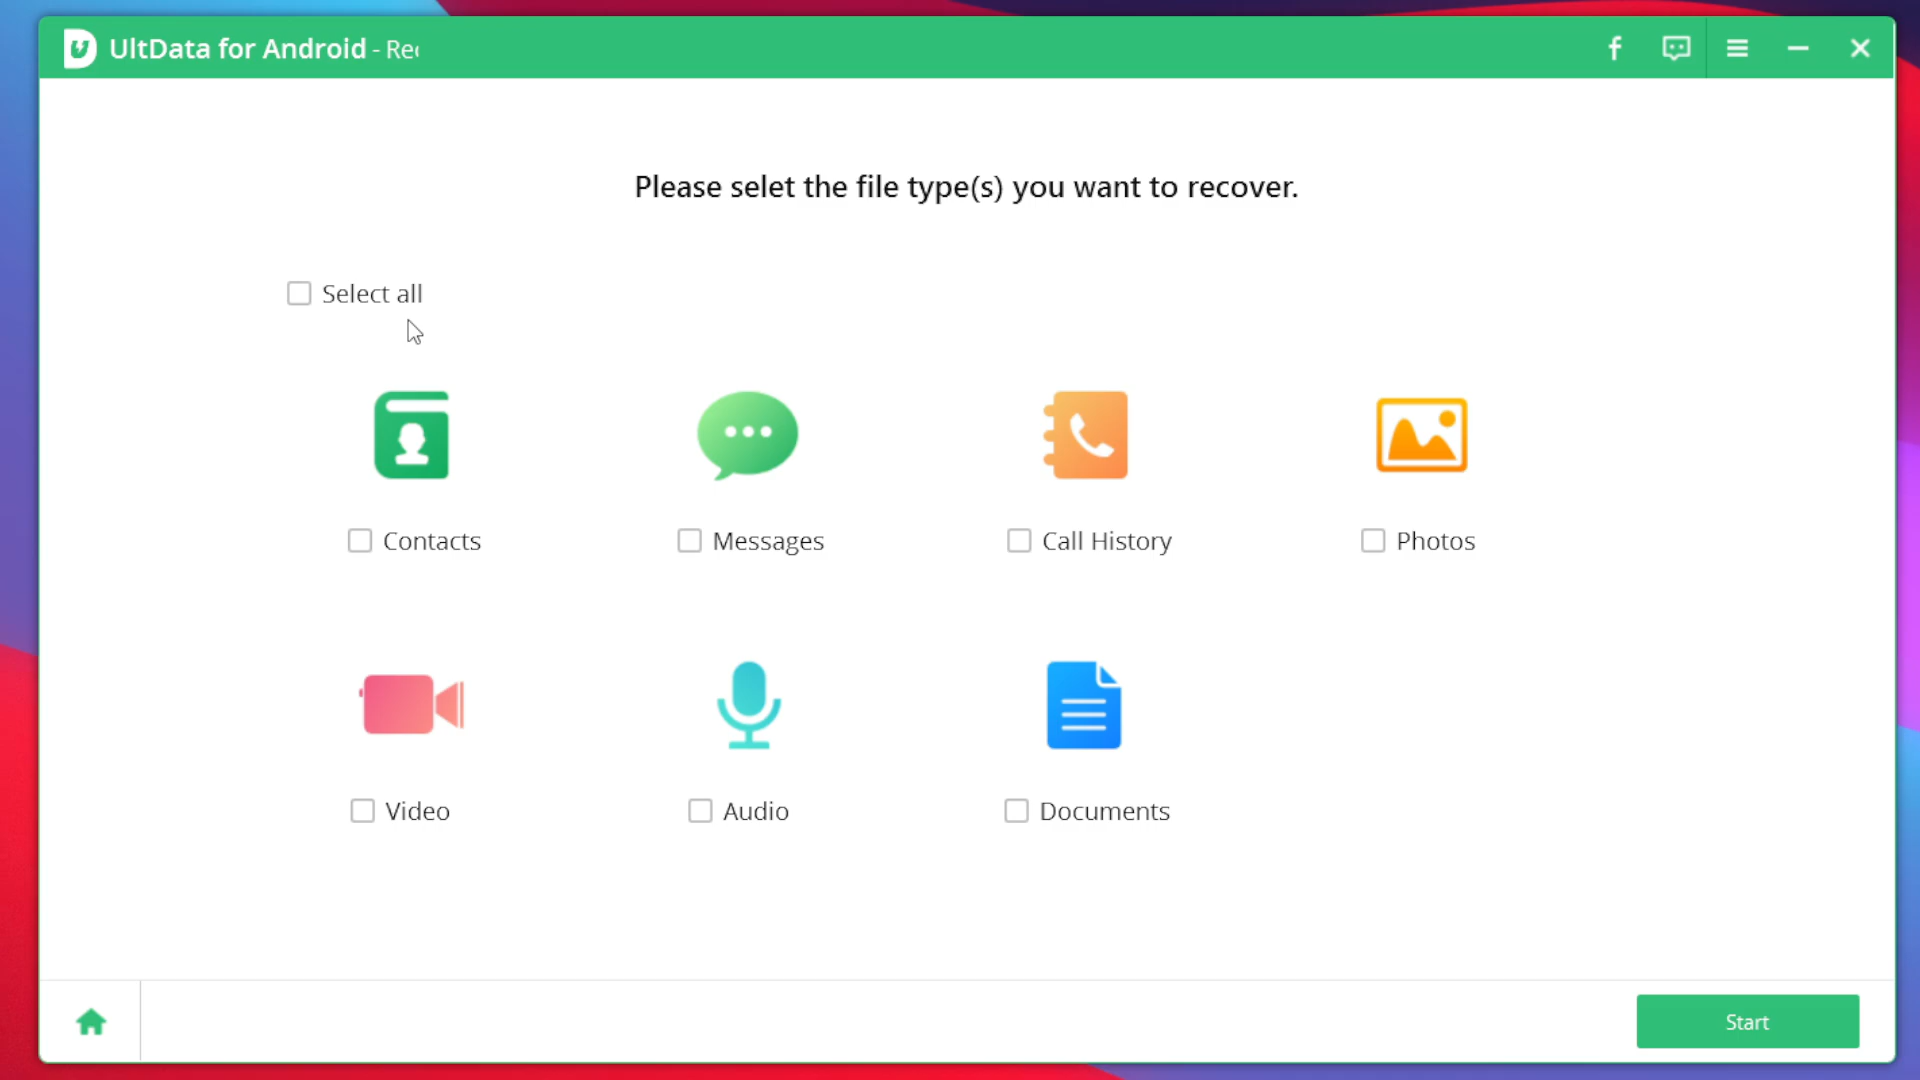 UltData for Android - Rec
Please selet the file type(s) you want to recover.
Select all
Contacts
Messages
Call History
Photos
Video
Audio
Documents
Start